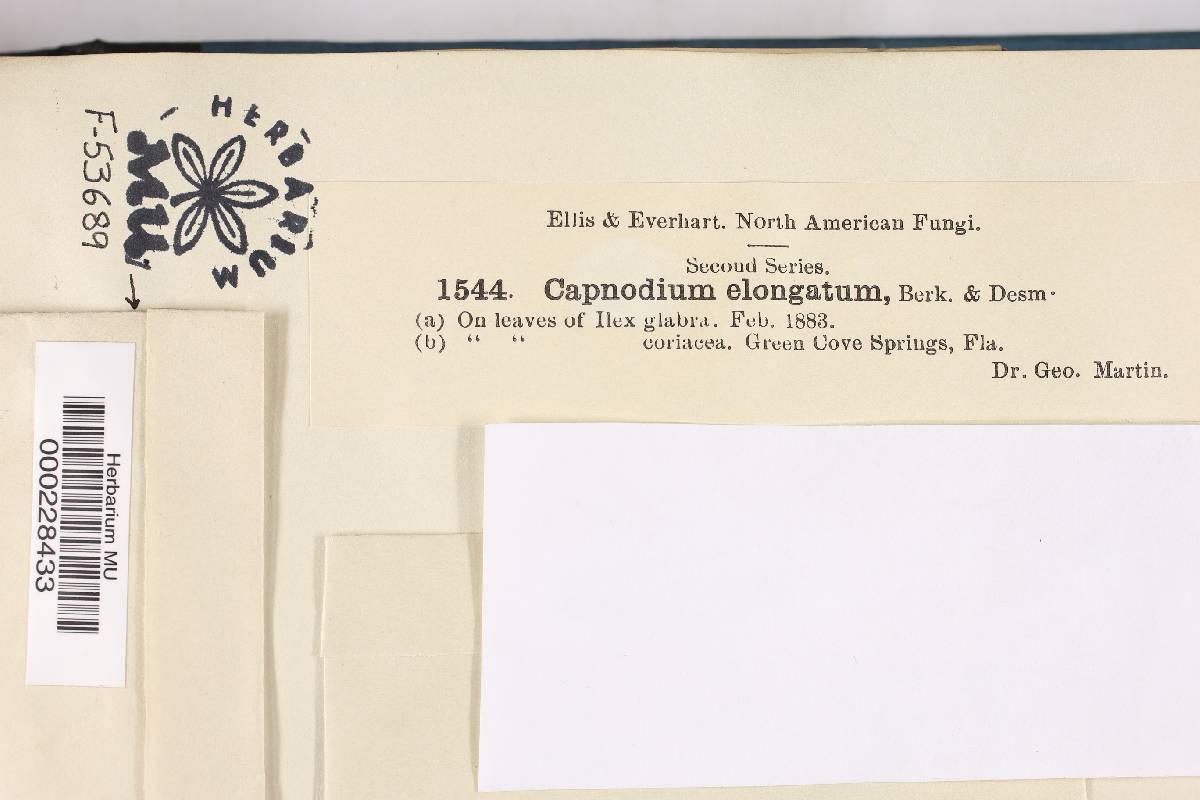 HERBARIUM
MU
F-53689
Ellis & Everhart. North American Fungi.
Second Series.
1544. Capnodium elongatum, Berk. & Desm.
(a) On leaves of Ilex glabra. Feb. 1883.
(b) " " coriacea. Green Cove Springs, Fla.
Dr. Geo. Martin.
Herbarium MU
000228433